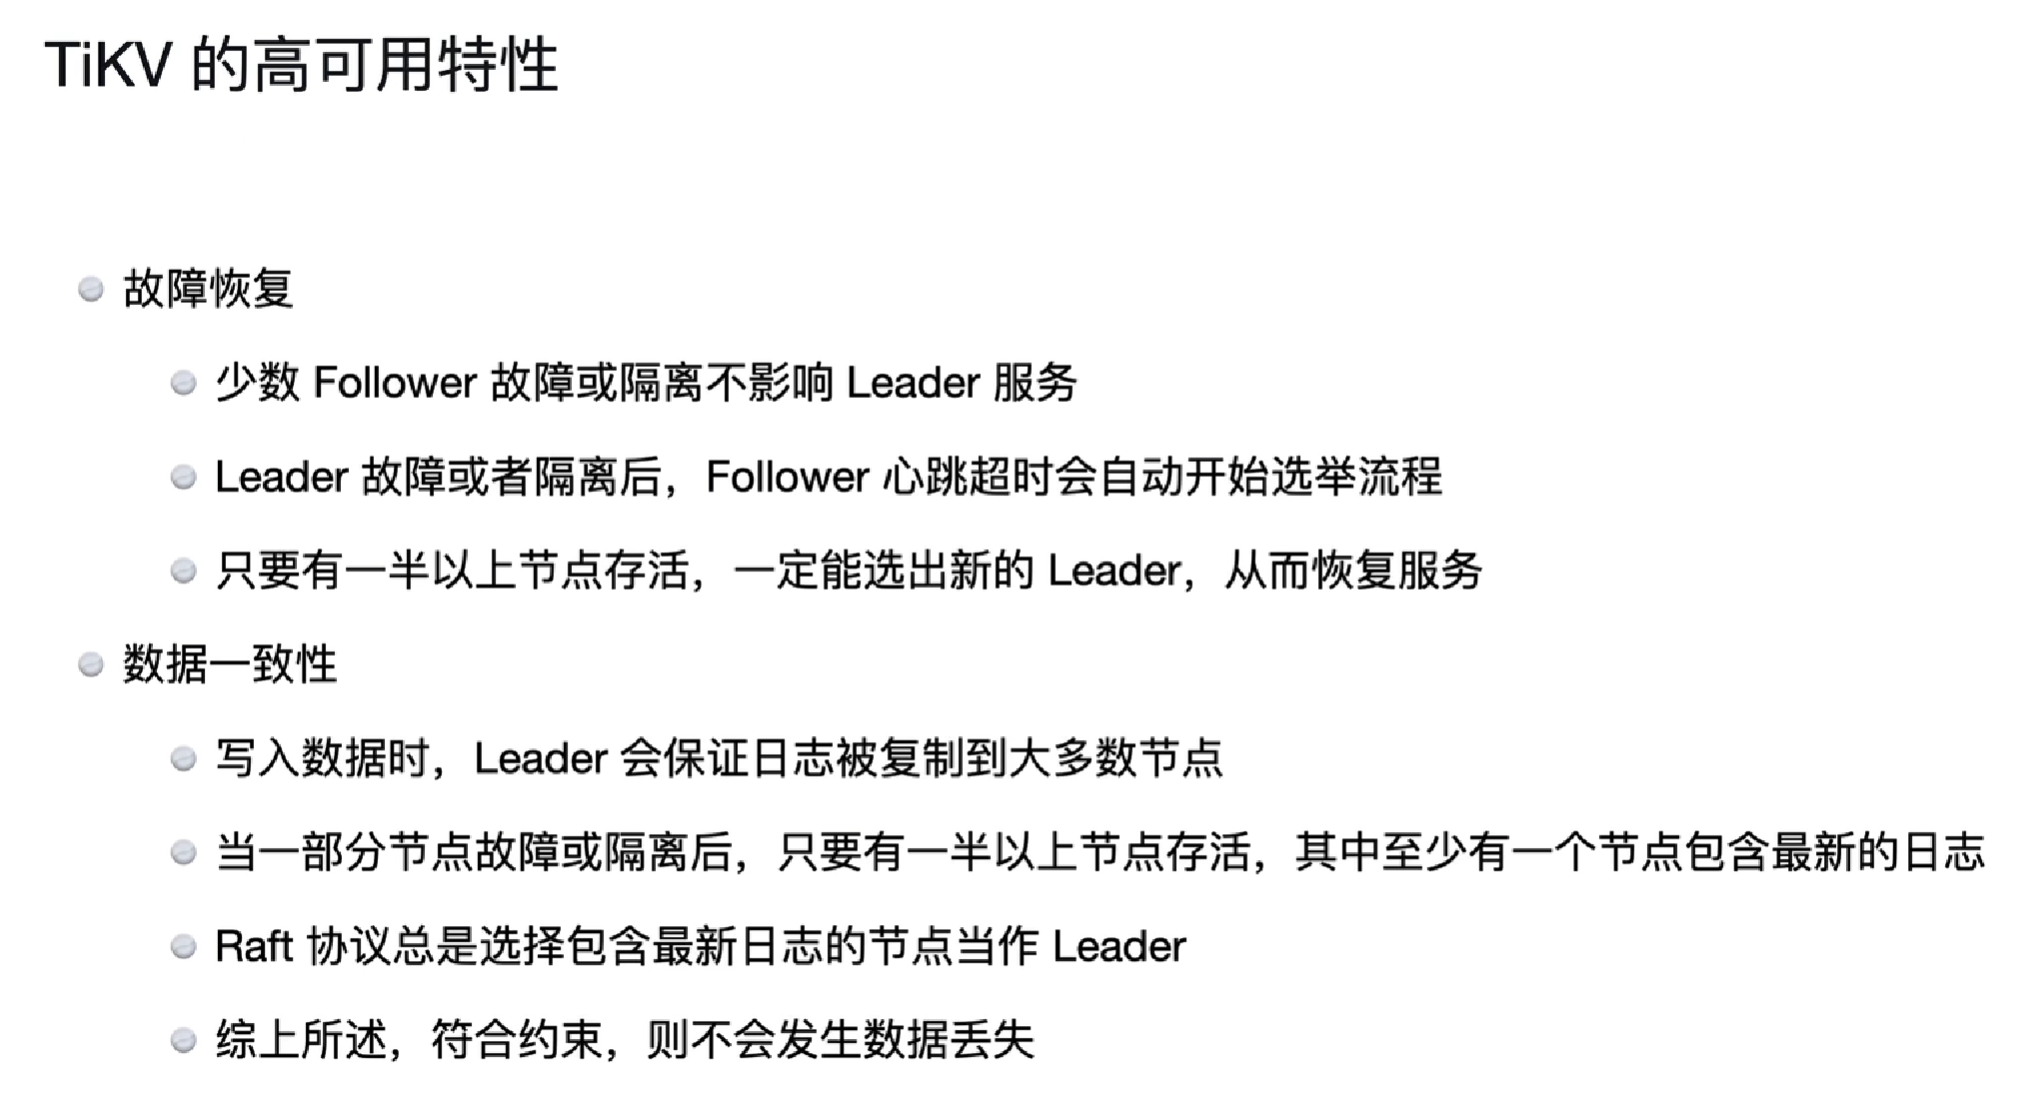 TiKV 的高可用特性
故障恢复
少数 Follower 故障或隔离不影响 Leader 服务
Leader 故障或者隔离后，Follower 心跳超时会自动开始选举流程
只要有一半以上节点存活，一定能选出新的 Leader，从而恢复服务
数据一致性
写入数据时，Leader 会保证日志被复制到大多数节点
当一部分节点故障或隔离后，只要有一半以上节点存活，其中至少有一个节点包含最新的日志
Raft 协议总是选择包含最新日志的节点当作 Leader
综上所述，符合约束，则不会发生数据丢失